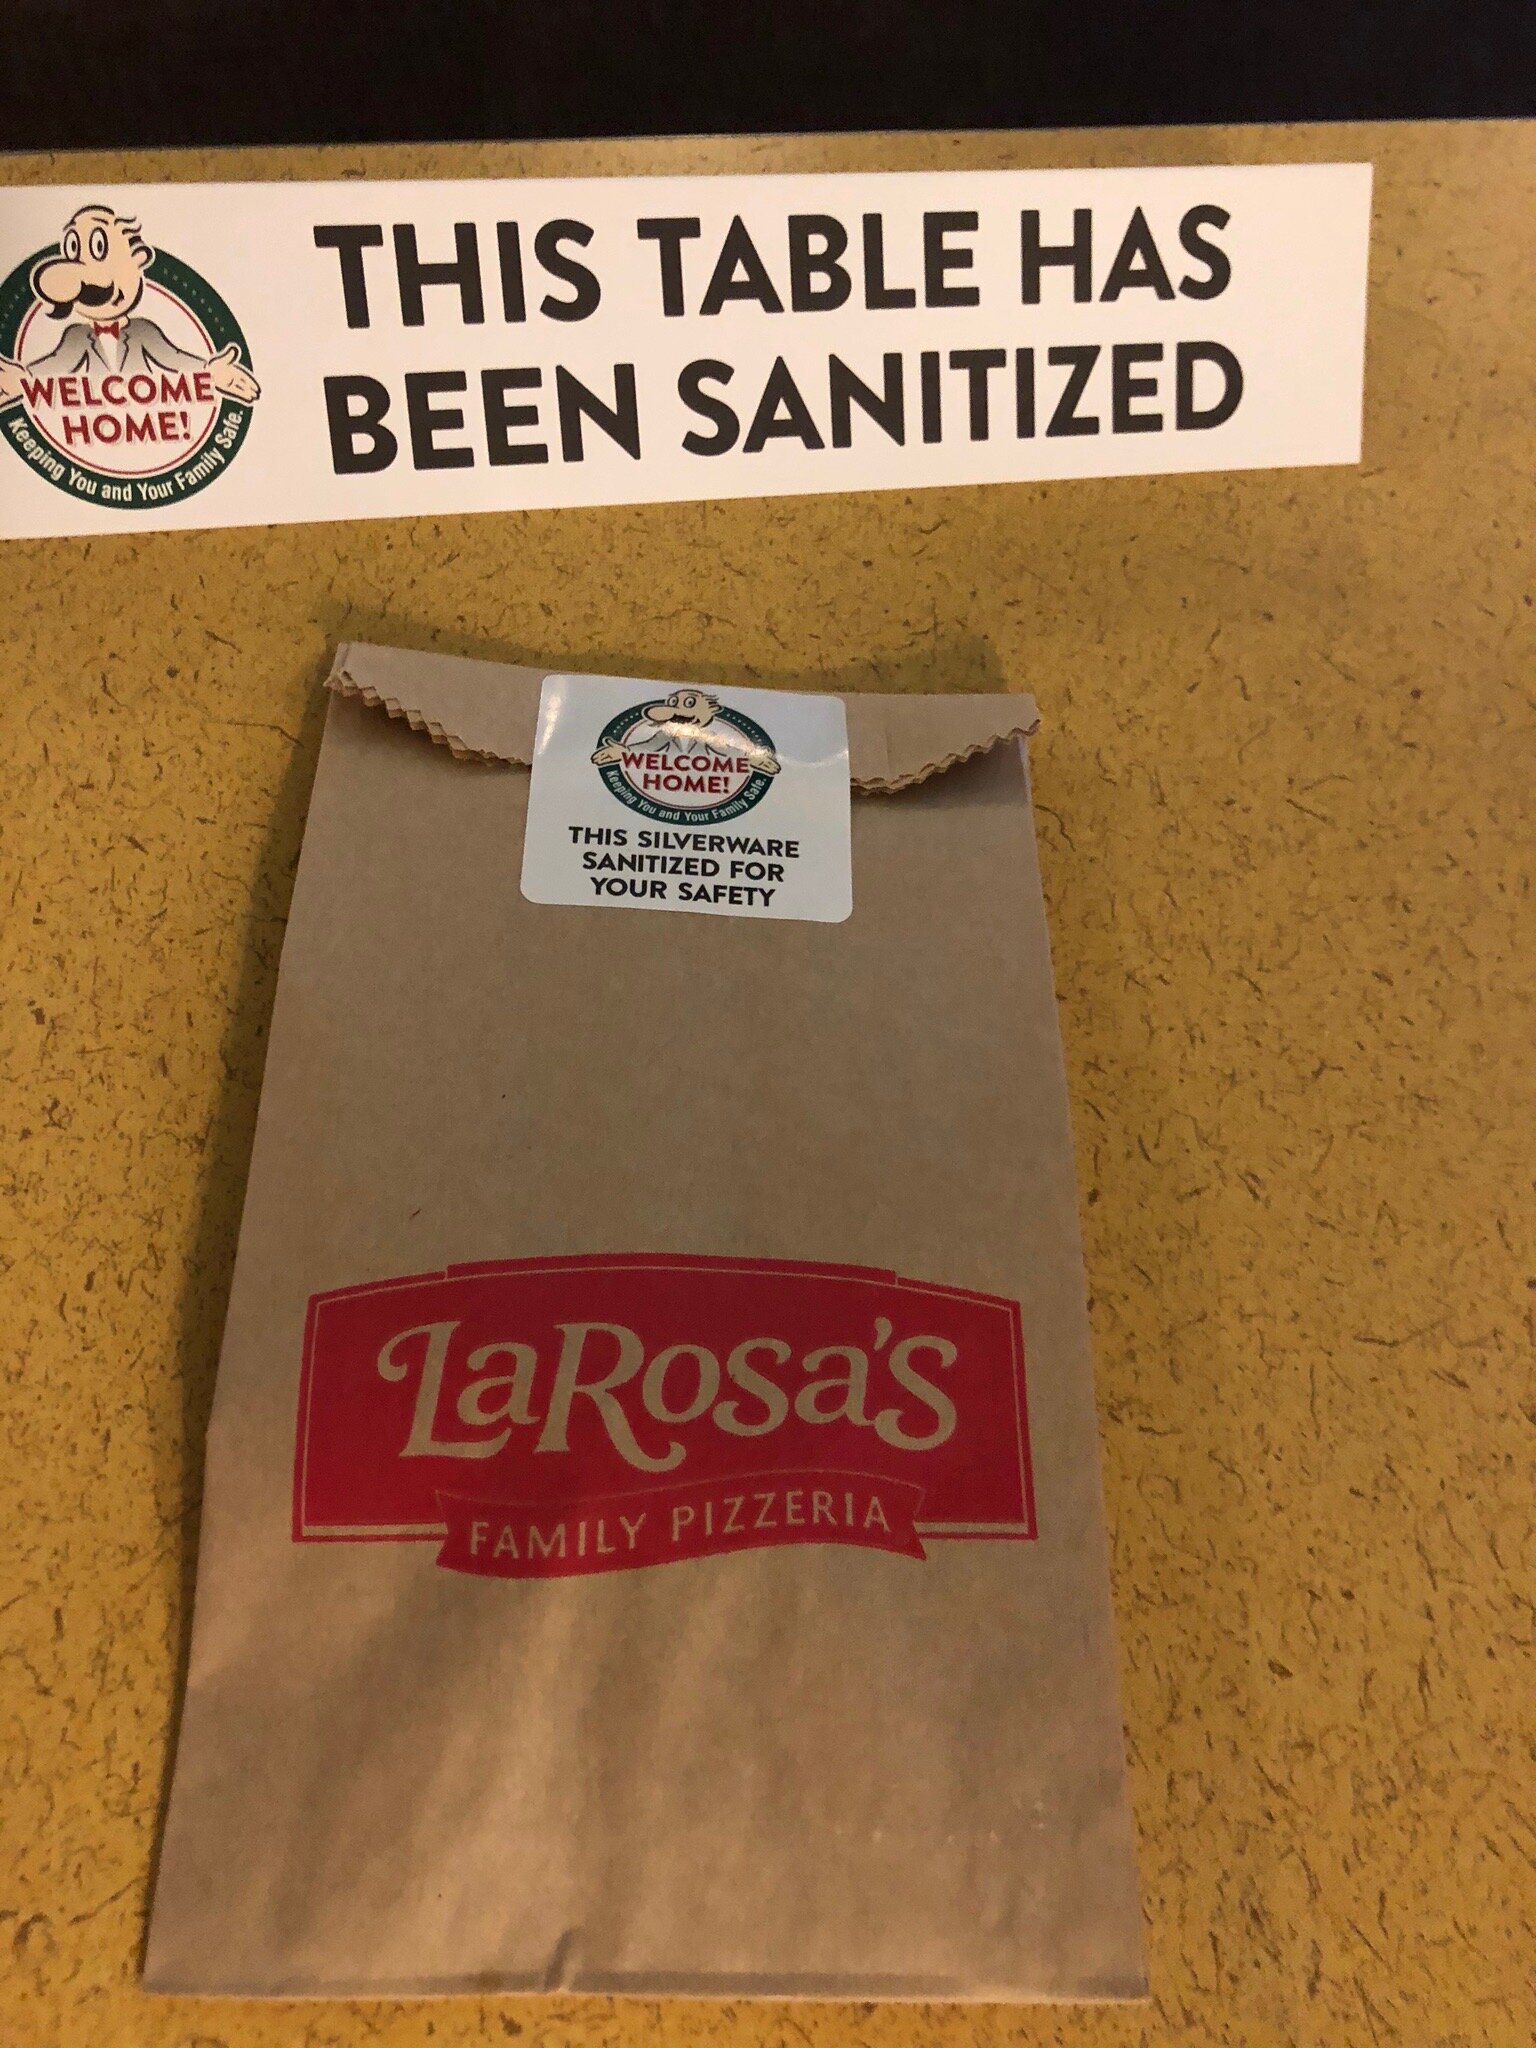 THIS TABLE HAS
BEEN SANITIZED
WELCOME
HOME!
Keeping You and Your Family Safe.
WELCOME
HOME!
Keeping You and Your Family Safe.
THIS SILVERWARE
SANITIZED FOR
YOUR SAFETY
LaRosa's
FAMILY PIZZERIA